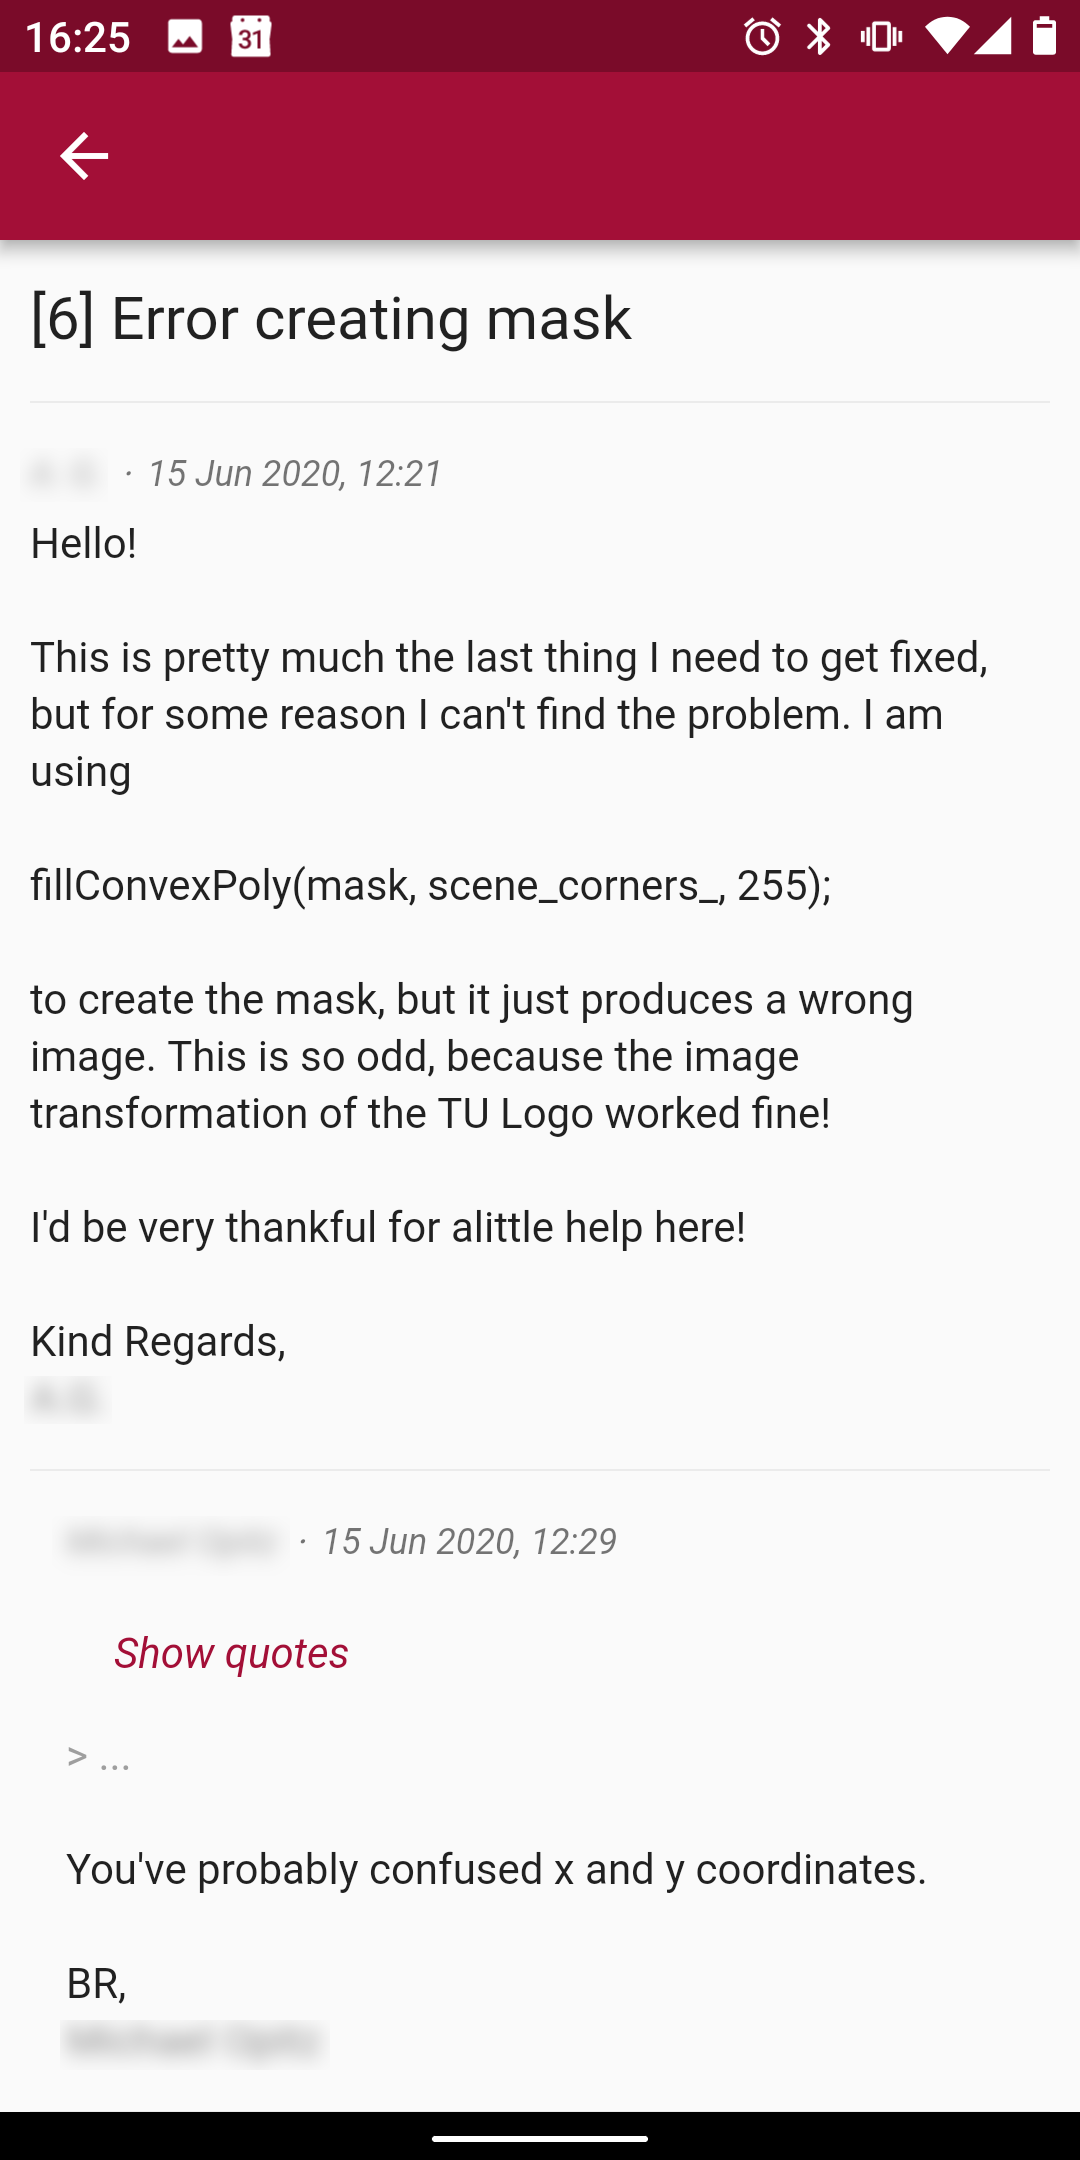 16:25
31
[6] Error creating mask
· 15 Jun 2020, 12:21
Hello!
This is pretty much the last thing I need to get fixed,
but for some reason I can't find the problem. I am
using
fillConvexPoly(mask, scene_corners_, 255);
to create the mask, but it just produces a wrong
image. This is so odd, because the image
transformation of the TU Logo worked fine!
I'd be very thankful for alittle help here!
Kind Regards,
· 15 Jun 2020, 12:29
Show quotes
> ...
You've probably confused x and y coordinates.
BR,